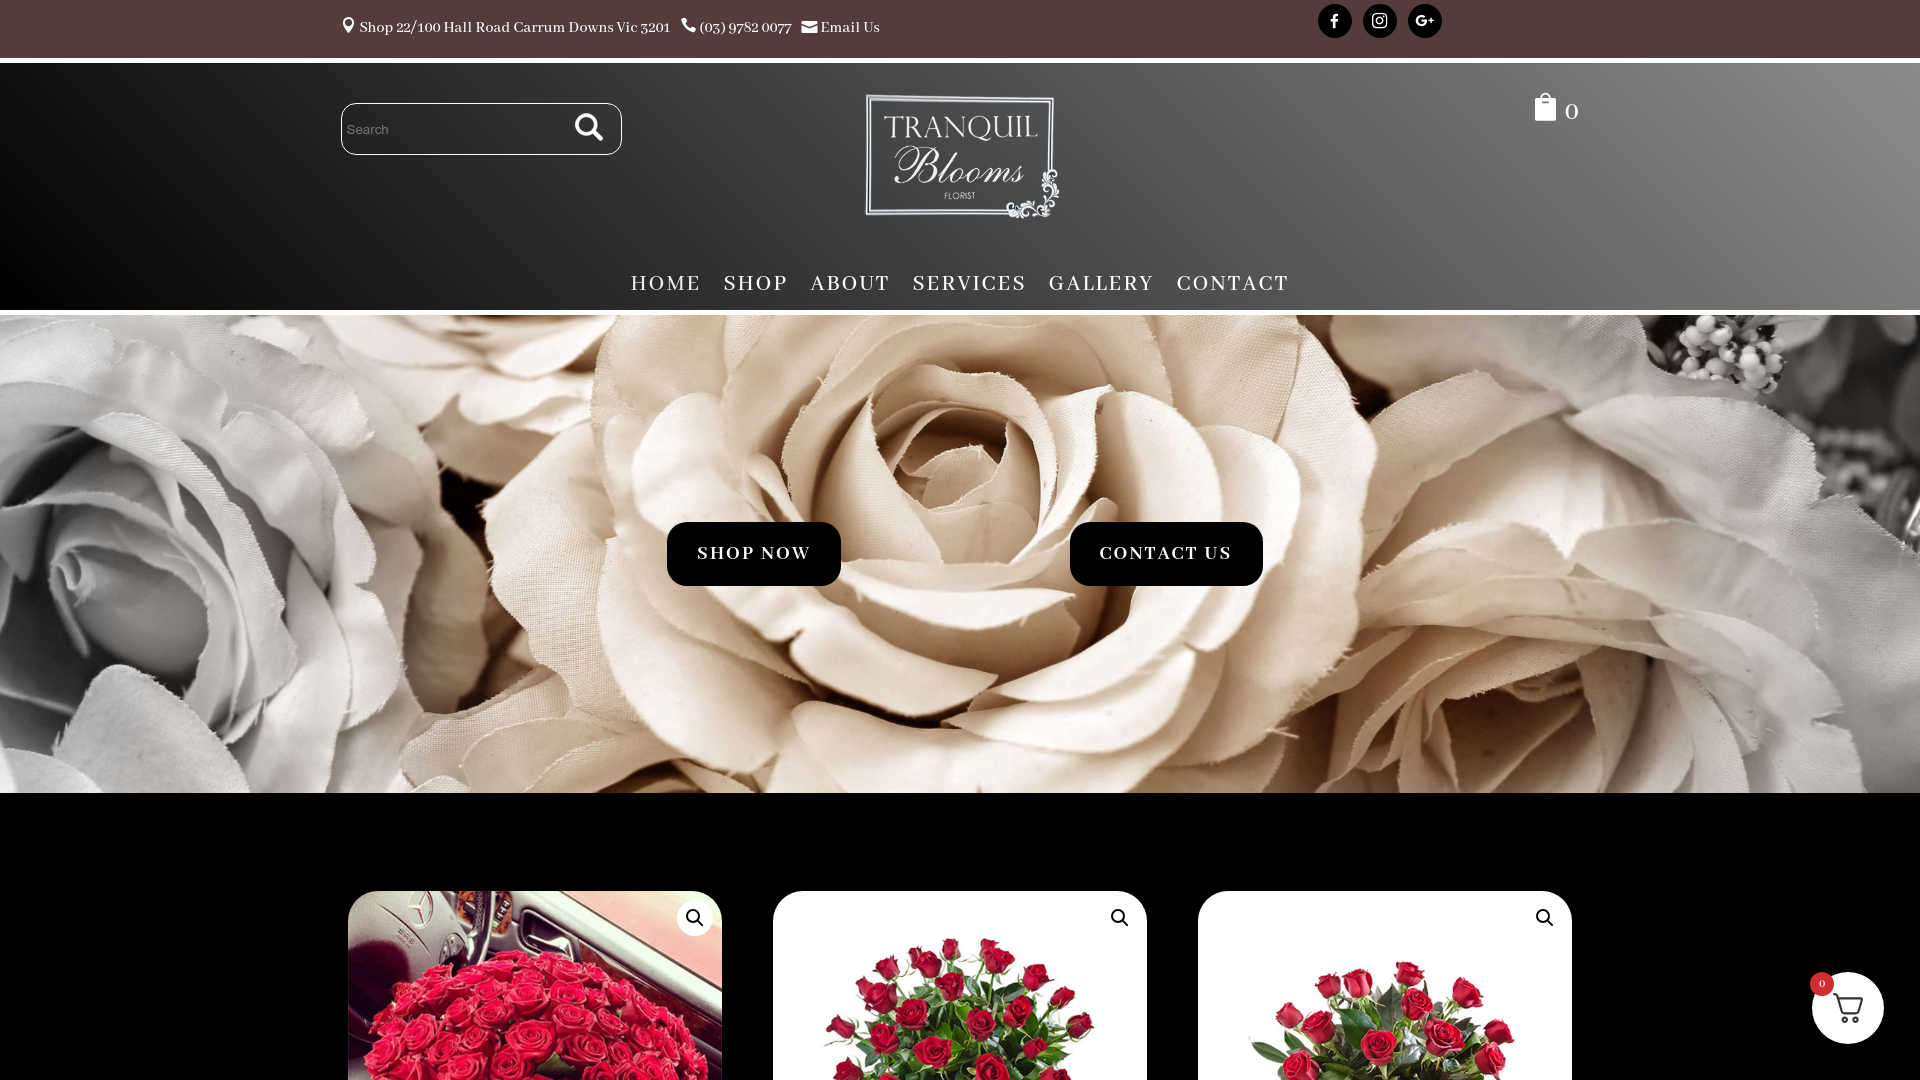 Shop 22/100 Hall Road Carrum Downs Vic 3201 (03) 9782 0077 Email Us
Search
TRANQUIL
Blooms
FLORIST
0
HOME SHOP ABOUT SERVICES GALLERY CONTACT
SHOP NOW CONTACT US
0